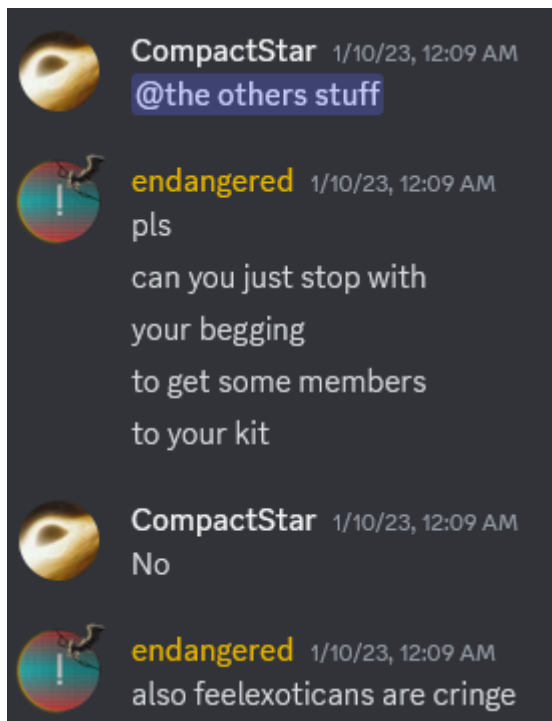 CompactStar 1/10/23, 12:09 AM
@the others stuff
endangered 1/10/23, 12:09 AM
pls
can you just stop with
your begging
to get some members
to your kit
CompactStar 1/10/23, 12:09 AM
No
endangered 1/10/23, 12:09 AM
also feelexoticans are cringe